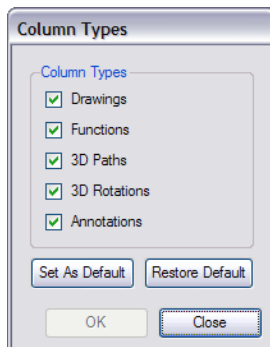 Column Types
Column Types
Drawings
Functions
3D Paths
3D Rotations
Annotations
Set As Default Restore Default
OK Close